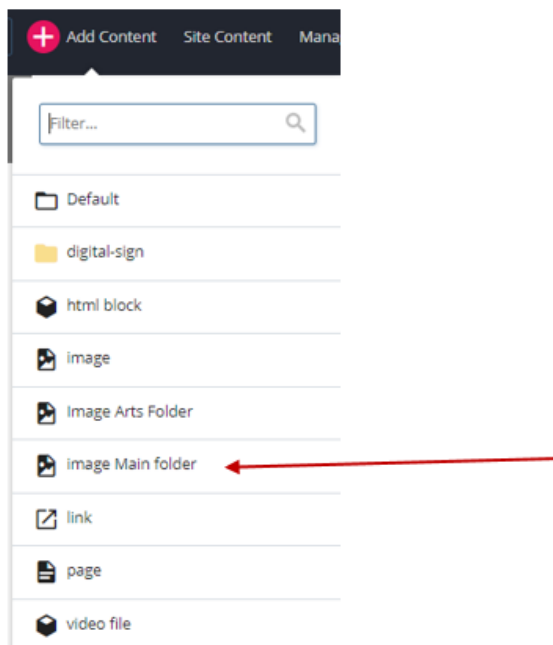 Add Content Site Content Mana
Filter...
Default
digital-sign
html block
image
Image Arts Folder
image Main folder
link
page
video file